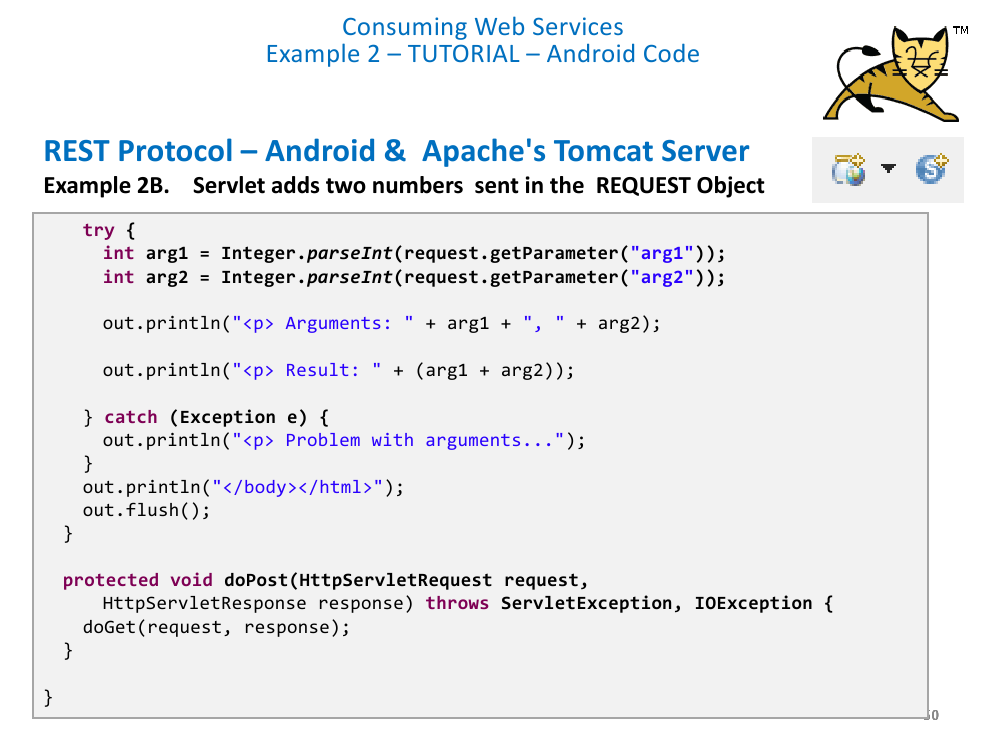 Consuming Web Services
Example 2 – TUTORIAL – Android Code
TM
REST Protocol – Android &  Apache's Tomcat Server
Example 2B.    Servlet adds two numbers  sent in the  REQUEST Object
S
try {
int arg1 = Integer.parseInt(request.getParameter("arg1"));
int arg2 = Integer.parseInt(request.getParameter("arg2"));
out.println("<p> Arguments: " + arg1 + ", " + arg2);
out.println("<p> Result: " + (arg1 + arg2));
} catch (Exception e) {
out.println("<p> Problem with arguments...");
}
out.println("</body></html>");
out.flush();
}
protected void doPost(HttpServletRequest request,
HttpServletResponse response) throws ServletException, IOException {
doGet(request, response);
}
}